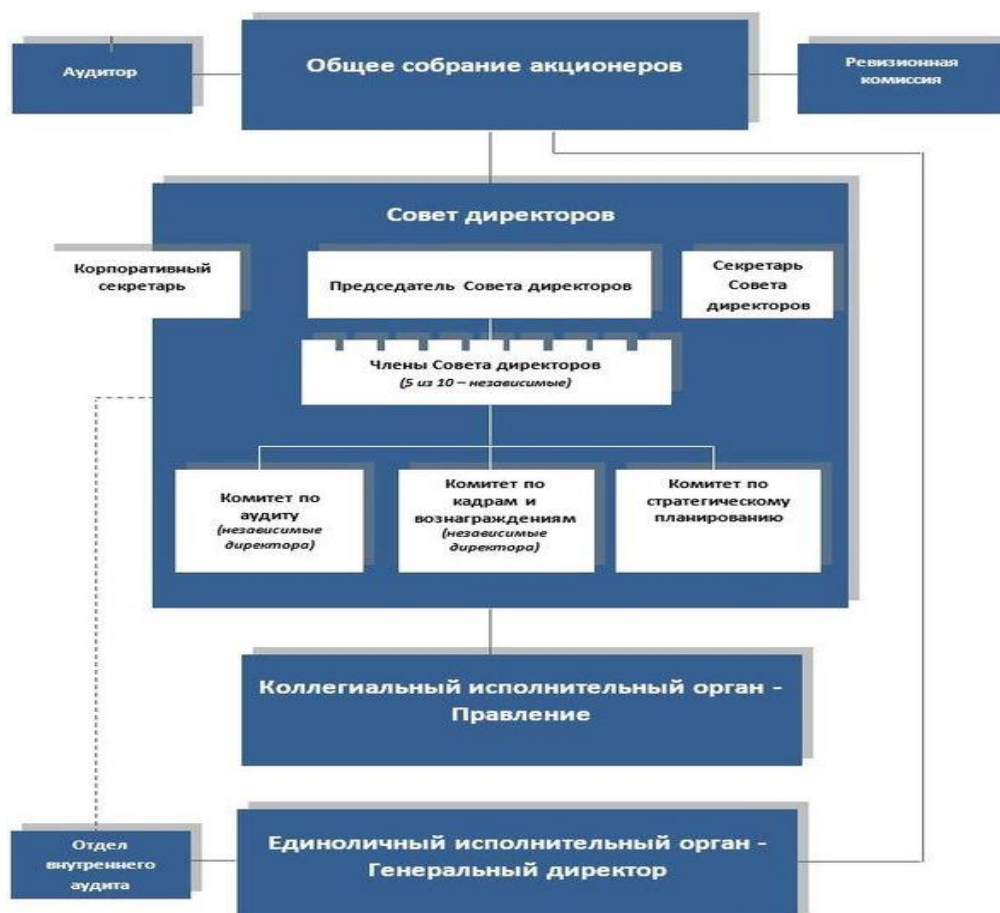 Аудитор
Общее собрание акционеров
Ревизионная
комиссия
Совет директоров
Корпоративный
секретарь
Председатель Совета директоров
Секретарь
Совета
директоров
Члены Совета директоров
(5 из 10 – независимые)
Комитет по
аудиту
(независимые
директора)
Комитет по
кадрам и
вознаграждениям
(независимые
директора)
Комитет по
стратегическому
планированию
Коллегиальный исполнительный орган -
Правление
Отдел
внутреннего
аудита
Единоличный исполнительный орган -
Генеральный директор